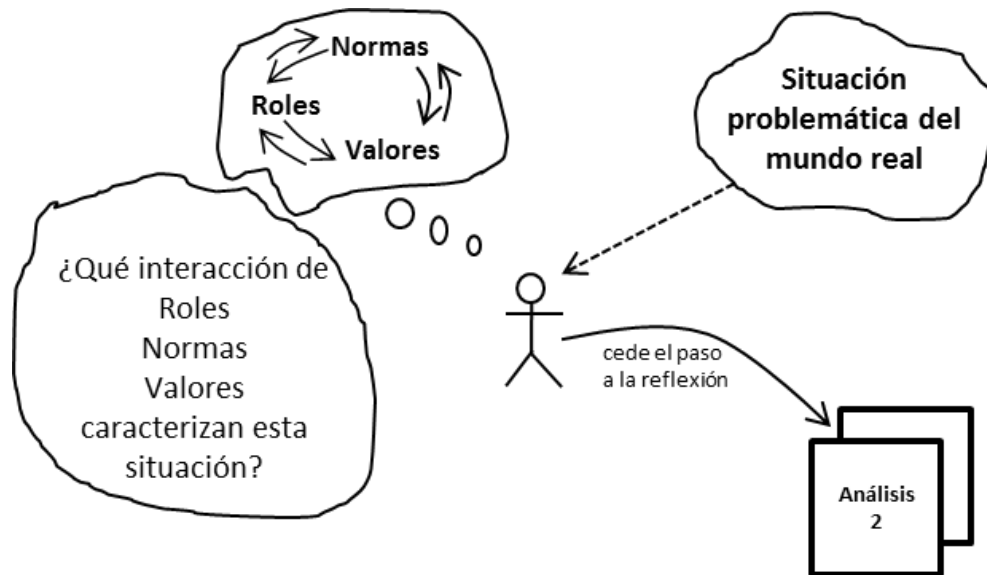 Normas
Roles
Valores
Situación
problemática del
mundo real
¿Qué interacción de
Roles
Normas
Valores
caracterizan esta
situación?
cede el paso
a la reflexión
Análisis
2